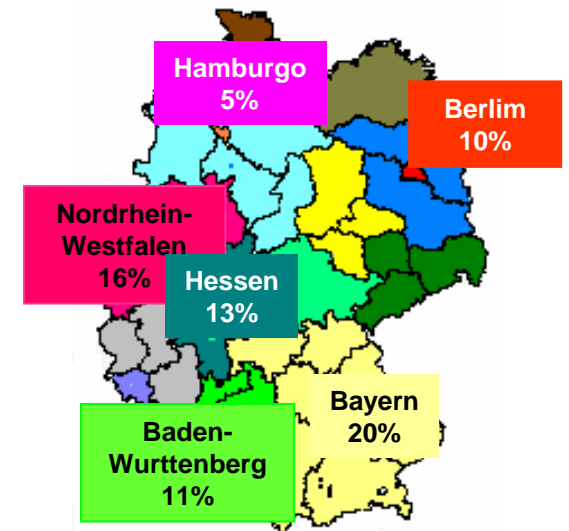 Hamburgo
5%
Berlim
10%
Nordrhein-
Westfalen
16%
Hessen
13%
Bayern
20%
Baden-
Wurttenberg
11%